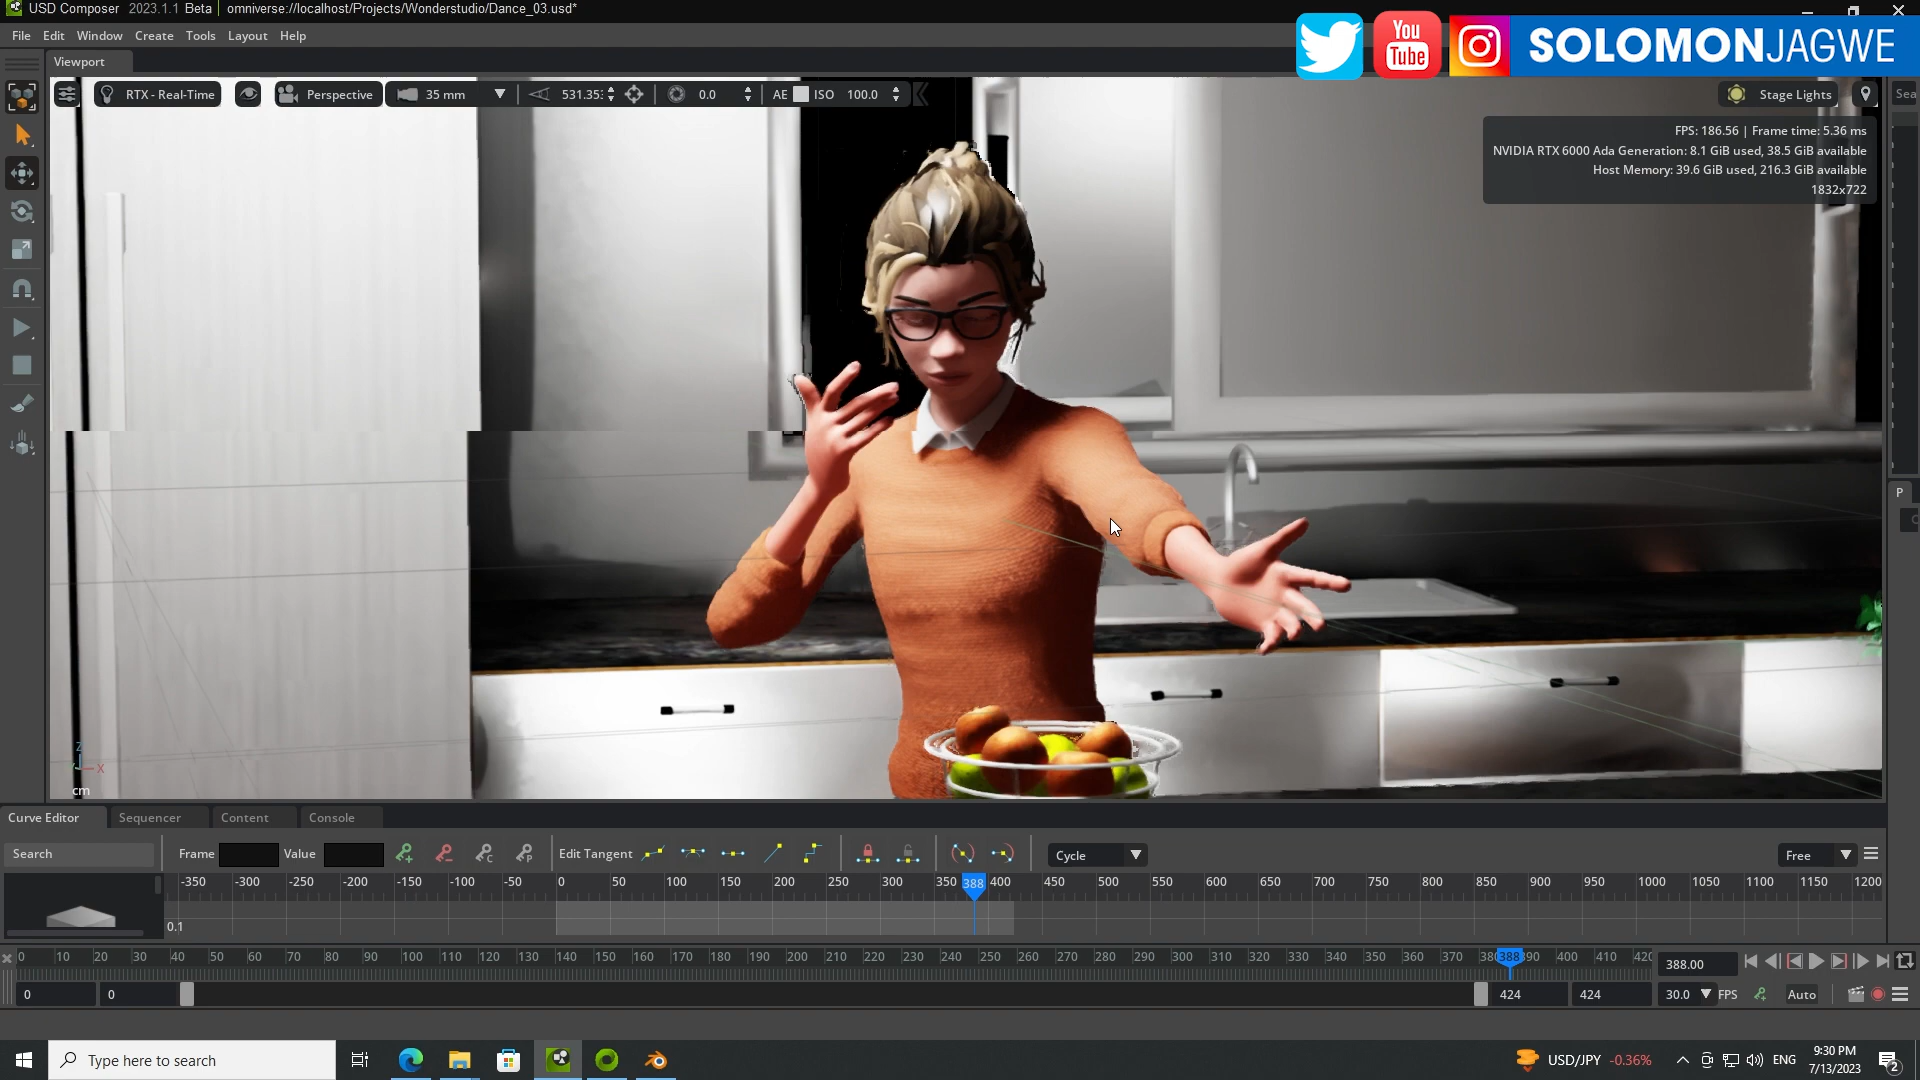 USD Composer 2023.1.1 Beta omniverse://localhost/Projects/Wonderstudio/Dance_03.usd*
File Edit Window Create Tools Layout Help
You Tube
SOLOMONJAGWE
Viewport
RTX - Real-Time Perspective 35 mm 531.35: 0.0 AE ISO 100.0
Stage Lights
Sea
FPS: 186.56 | Frame time: 5.36 ms
NVIDIA RTX 6000 Ada Generation: 8.1 GiB used, 38.5 GiB available
Host Memory: 39.6 GiB used, 216.3 GiB available
1832x722
P
Z
X
cm
Curve Editor Sequencer Content Console
Search Frame Value C P Edit Tangent Cycle Free
-350 -300 -250 -200 -150 -100 -50 0 50 100 150 200 250 300 350 388 400 450 500 550 600 650 700 750 800 850 900 950 1000 1050 1100 1150 1200
0.1
0 10 20 30 40 50 60 70 80 90 100 110 120 130 140 150 160 170 180 190 200 210 220 230 240 250 260 270 280 290 300 310 320 330 340 350 360 370 388 400 410 388.00
0 0 424 424 30.0 FPS Auto
Type here to search
USD/JPY -0.36% ENG 9:30 PM
7/13/2023 2